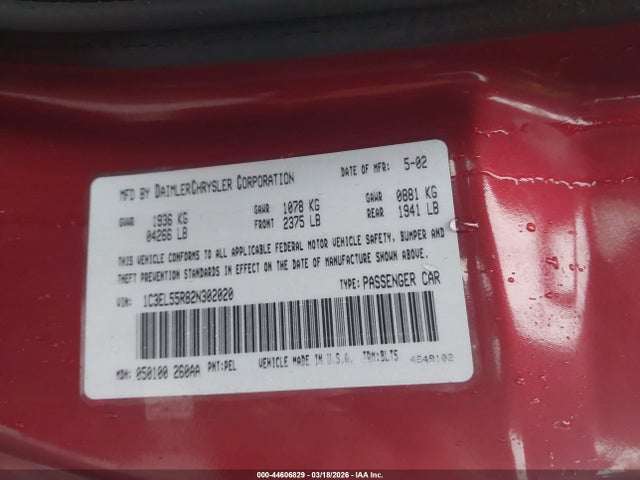 MFD BY DAIMLERCHRYSLER CORPORATION DATE OF MFR: 5-02
GVWR 1936 KG 04266 LB GAWR FRONT 1078 KG 2375 LB GAWR REAR 0881 KG 1941 LB
THIS VEHICLE CONFORMS TO ALL APPLICABLE FEDERAL MOTOR VEHICLE SAFETY, BUMPER AND
THEFT PREVENTION STANDARDS IN EFFECT ON THE DATE OF MANUFACTURE SHOWN ABOVE.
VIN: 1C3EL55R82N302020 TYPE: PASSENGER CAR
MDH: 050100 260AA PNT:PEL VEHICLE MADE IN U.S.A. TRM:BLT5 4648102
000-44606829 - 03/18/2026 - IAA Inc.